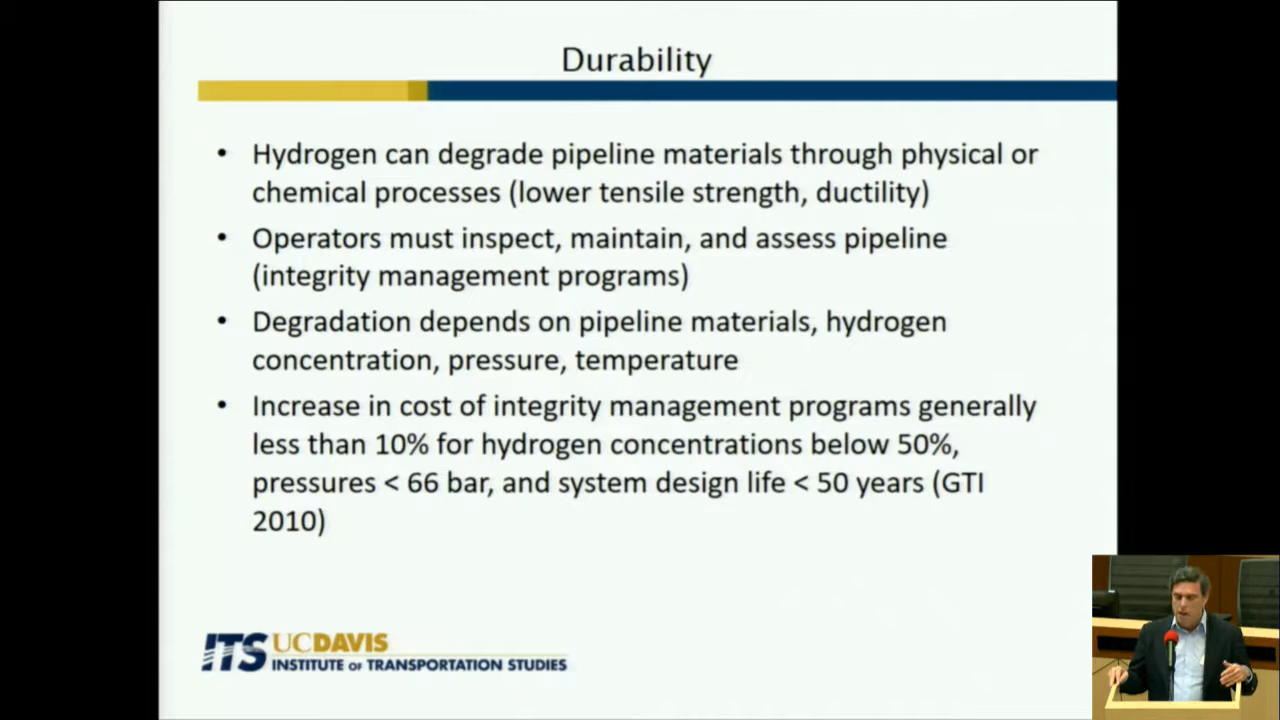 Durability
• Hydrogen can degrade pipeline materials through physical or
chemical processes (lower tensile strength, ductility)
• Operators must inspect, maintain, and assess pipeline
(integrity management programs)
• Degradation depends on pipeline materials, hydrogen
concentration, pressure, temperature
• Increase in cost of integrity management programs generally
less than 10% for hydrogen concentrations below 50%,
pressures < 66 bar, and system design life < 50 years (GTI
2010)
ITS UCDAVIS
INSTITUTE OF TRANSPORTATION STUDIES